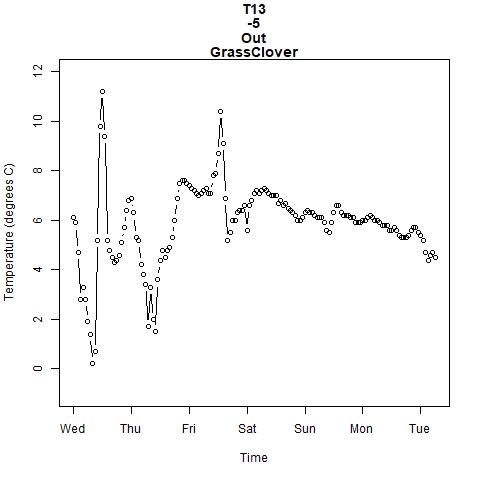 T13
-5
Out
GrassClover
Temperature (degrees C)
12
10
8
6
4
2
0
Wed Thu Fri Sat Sun Mon Tue
Time